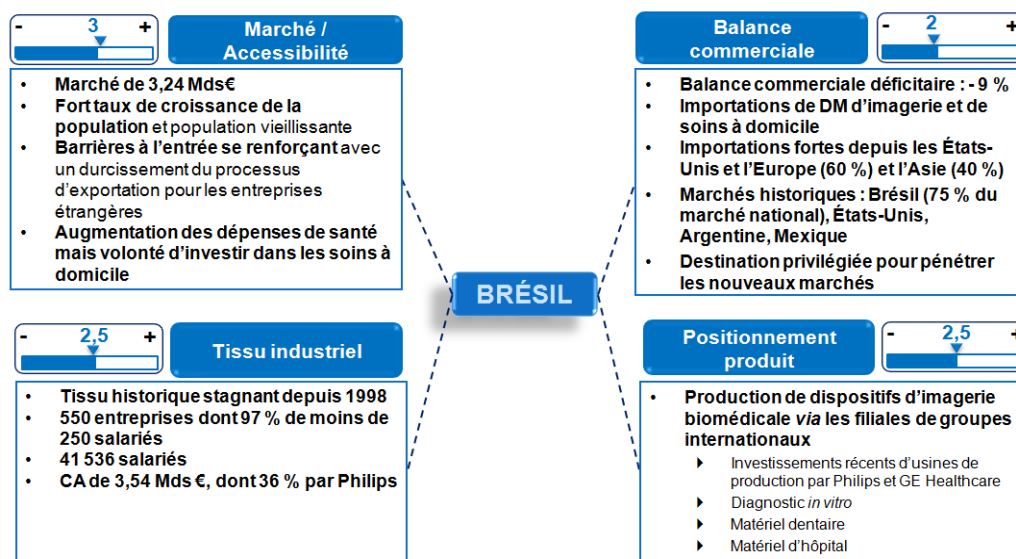 - 3 +
Marché /
Accessibilité
• Marché de 3,24 Mds€
• Fort taux de croissance de la
population et population vieillissante
• Barrières à l'entrée se renforçant avec
un durcissement du processus
d'exportation pour les entreprises
étrangères
• Augmentation des dépenses de santé
mais volonté d'investir dans les soins à
domicile
Balance
commerciale
- 2 +
• Balance commerciale déficitaire : - 9 %
• Importations de DM d'imagerie et de
soins à domicile
• Importations fortes depuis les États-
Unis et l'Europe (60 %) et l'Asie (40 %)
• Marchés historiques : Brésil (75 % du
marché national), États-Unis,
Argentine, Mexique
• Destination privilégiée pour pénétrer
les nouveaux marchés
BRÉSIL
- 2,5 +
Tissu industriel
• Tissu historique stagnant depuis 1998
• 550 entreprises dont 97 % de moins de
250 salariés
• 41 536 salariés
• CA de 3,54 Mds €, dont 36 % par Philips
Positionnement
produit
- 2,5 +
• Production de dispositifs d'imagerie
biomédicale via les filiales de groupes
internationaux
Investissements récents d'usines de
production par Philips et GE Healthcare
Diagnostic in vitro
Matériel dentaire
Matériel d'hôpital